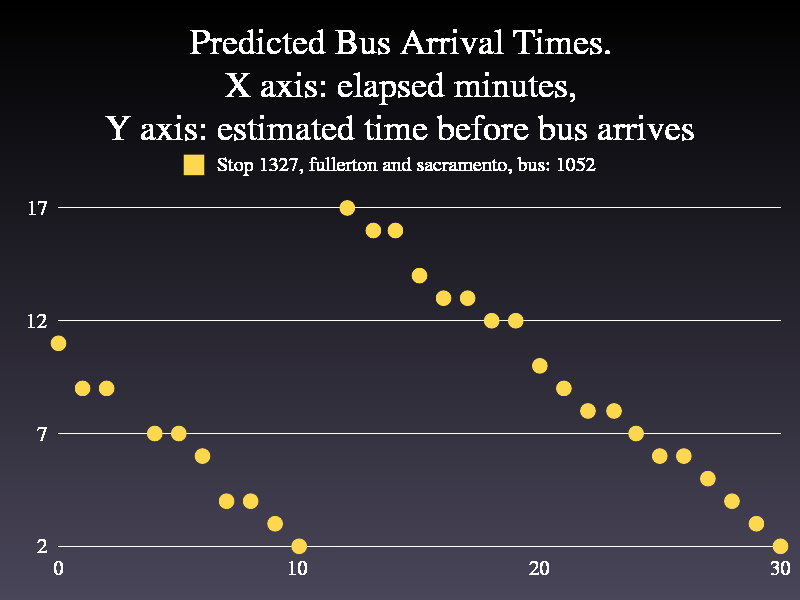 Predicted Bus Arrival Times.
X axis: elapsed minutes,
Y axis: estimated time before bus arrives
Stop 1327, fullerton and sacramento, bus: 1052
17
12
7
2
0 10 20 30